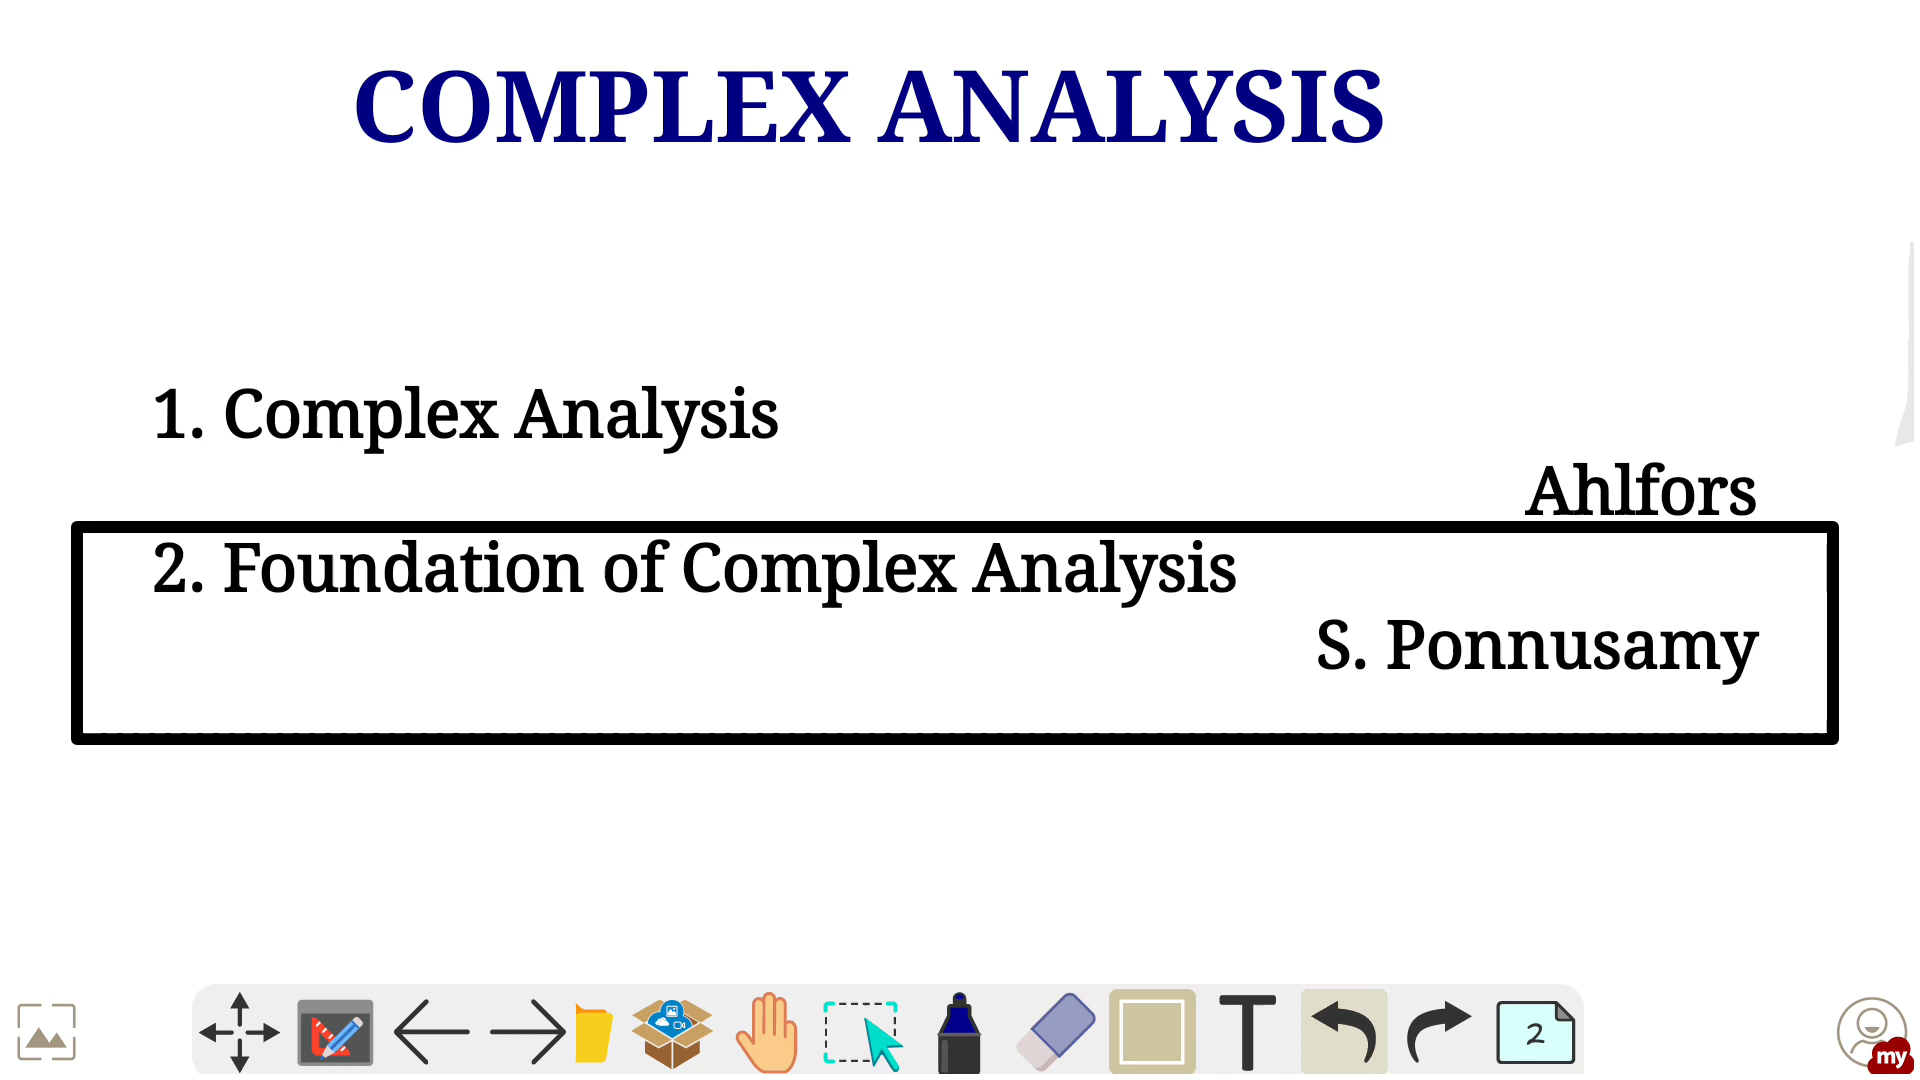 COMPLEX ANALYSIS
1. Complex Analysis
Ahlfors
2. Foundation of Complex Analysis
S. Ponnusamy
T
2
my